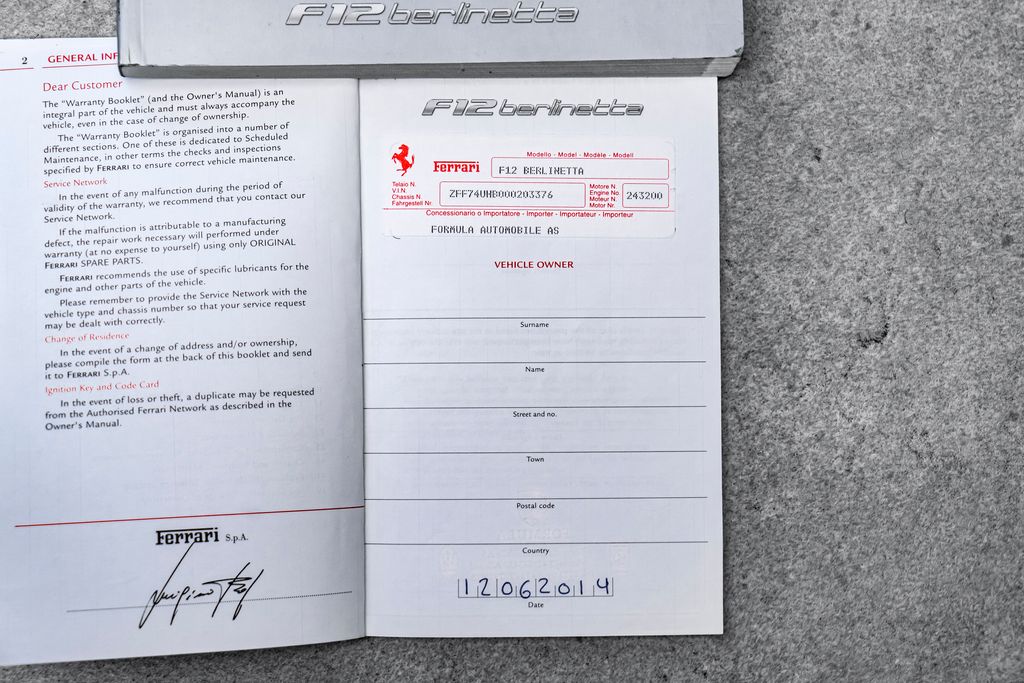 F12 berlinetta
2 GENERAL INF
Dear Customer
The “Warranty Booklet” (and the Owner's Manual) is an
integral part of the vehicle and must always accompany the
vehicle, even in the case of change of ownership.
The “Warranty Booklet” is organised into a number of
different sections. One of these is dedicated to Scheduled
Maintenance, in other terms the checks and inspections
specified by FERRARI to ensure correct vehicle maintenance.
Service Network
In the event of any malfunction during the period of
validity of the warranty, we recommend that you contact our
Service Network.
If the malfunction is attributable to a manufacturing
defect, the repair work necessary will performed under
warranty (at no expense to yourself) using only ORIGINAL
FERRARI SPARE PARTS.
FERRARI recommends the use of specific lubricants for the
engine and other parts of the vehicle.
Please remember to provide the Service Network with the
vehicle type and chassis number so that your service request
may be dealt with correctly.
Change of Residence
In the event of a change of address and/or ownership,
please compile the form at the back of this booklet and send
it to FERRARI S.p.A.
Ignition Key and Code Card
In the event of loss or theft, a duplicate may be requested
from the Authorised Ferrari Network as described in the
Owner's Manual.
Ferrari S.p.A.
F12 berlinetta
Modello - Model - Modèle - Modell
Ferrari F12 BERLINETTA
Telaio N.
V.I.N.
Chassis N.
Fahrgestell Nr.
ZFF74UHB000203376
Motore N.
Engine No.
Moteur N.
Motor Nr.
243200
Concessionario o Importatore - Importer - Importateur - Importeur
FORMULA AUTOMOBILE AS
VEHICLE OWNER
Surname
Name
Street and no.
Town
Postal code
Country
12062014
Date